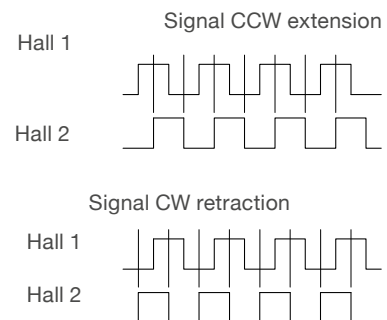 Signal CCW extension
Hall 1
Hall 2
Signal CW retraction
Hall 1
Hall 2